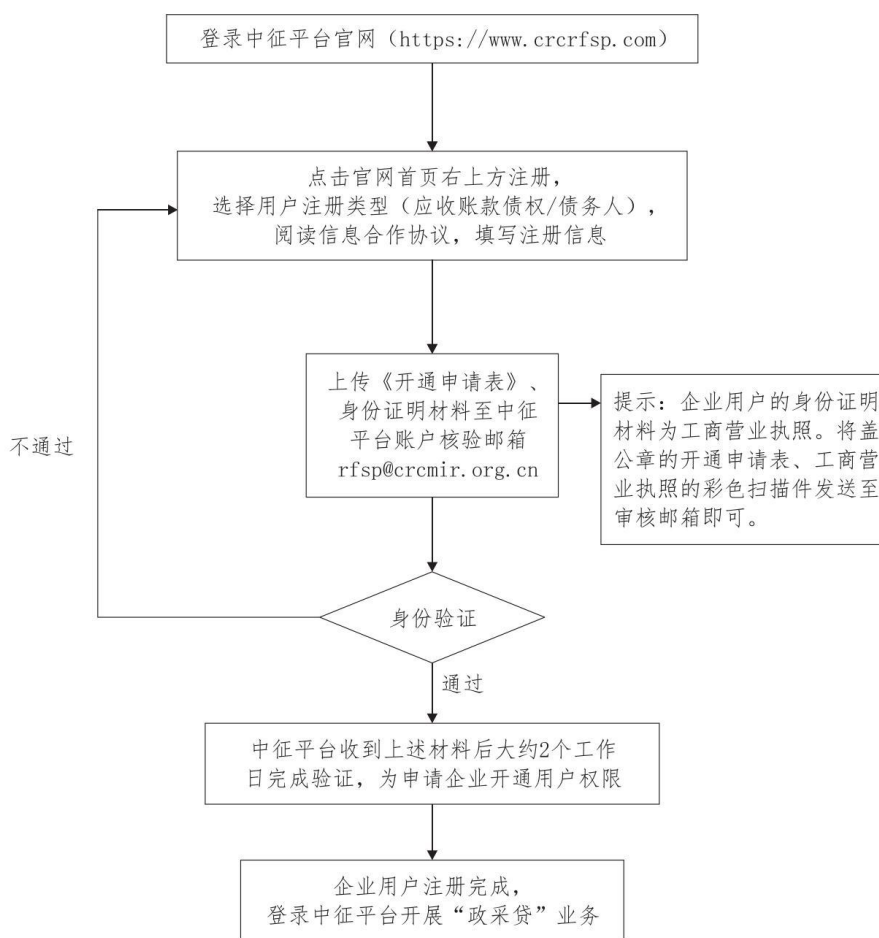 登录中征平台官网（https://www.crcrfsp.com）
点击官网首页右上方注册，
选择用户注册类型（应收账款债权/债务人），
阅读信息合作协议，填写注册信息
上传《开通申请表》、
身份证明材料至中征
平台账户核验邮箱
rfsp@crcmir.org.cn
提示：企业用户的身份证明
材料为工商营业执照。将盖
公章的开通申请表、工商营
业执照的彩色扫描件发送至
审核邮箱即可。
不通过
身份验证
通过
中征平台收到上述材料后大约2个工作
日完成验证，为申请企业开通用户权限
企业用户注册完成，
登录中征平台开展“政采贷”业务